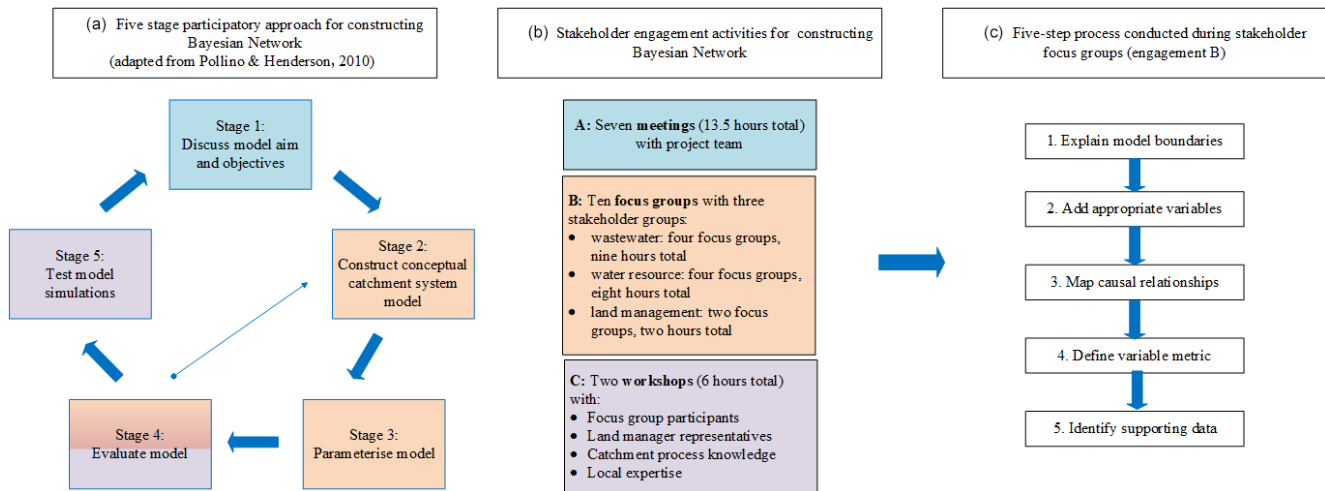 (a) Five stage participatory approach for constructing
Bayesian Network
(adapted from Pollino & Henderson, 2010)
Stage 1:
Discuss model aim
and objectives
Stage 2:
Construct conceptual
catchment system
model
Stage 3:
Parameterise model
Stage 4:
Evaluate model
Stage 5:
Test model
simulations
(b) Stakeholder engagement activities for constructing
Bayesian Network
A: Seven meetings (13.5 hours total)
with project team
B: Ten focus groups with three
stakeholder groups:
• wastewater: four focus groups,
nine hours total
• water resource: four focus groups,
eight hours total
• land management: two focus
groups, two hours total
C: Two workshops (6 hours total)
with:
• Focus group participants
• Land manager representatives
• Catchment process knowledge
• Local expertise
(c) Five-step process conducted during stakeholder
focus groups (engagement B)
1. Explain model boundaries
2. Add appropriate variables
3. Map causal relationships
4. Define variable metric
5. Identify supporting data